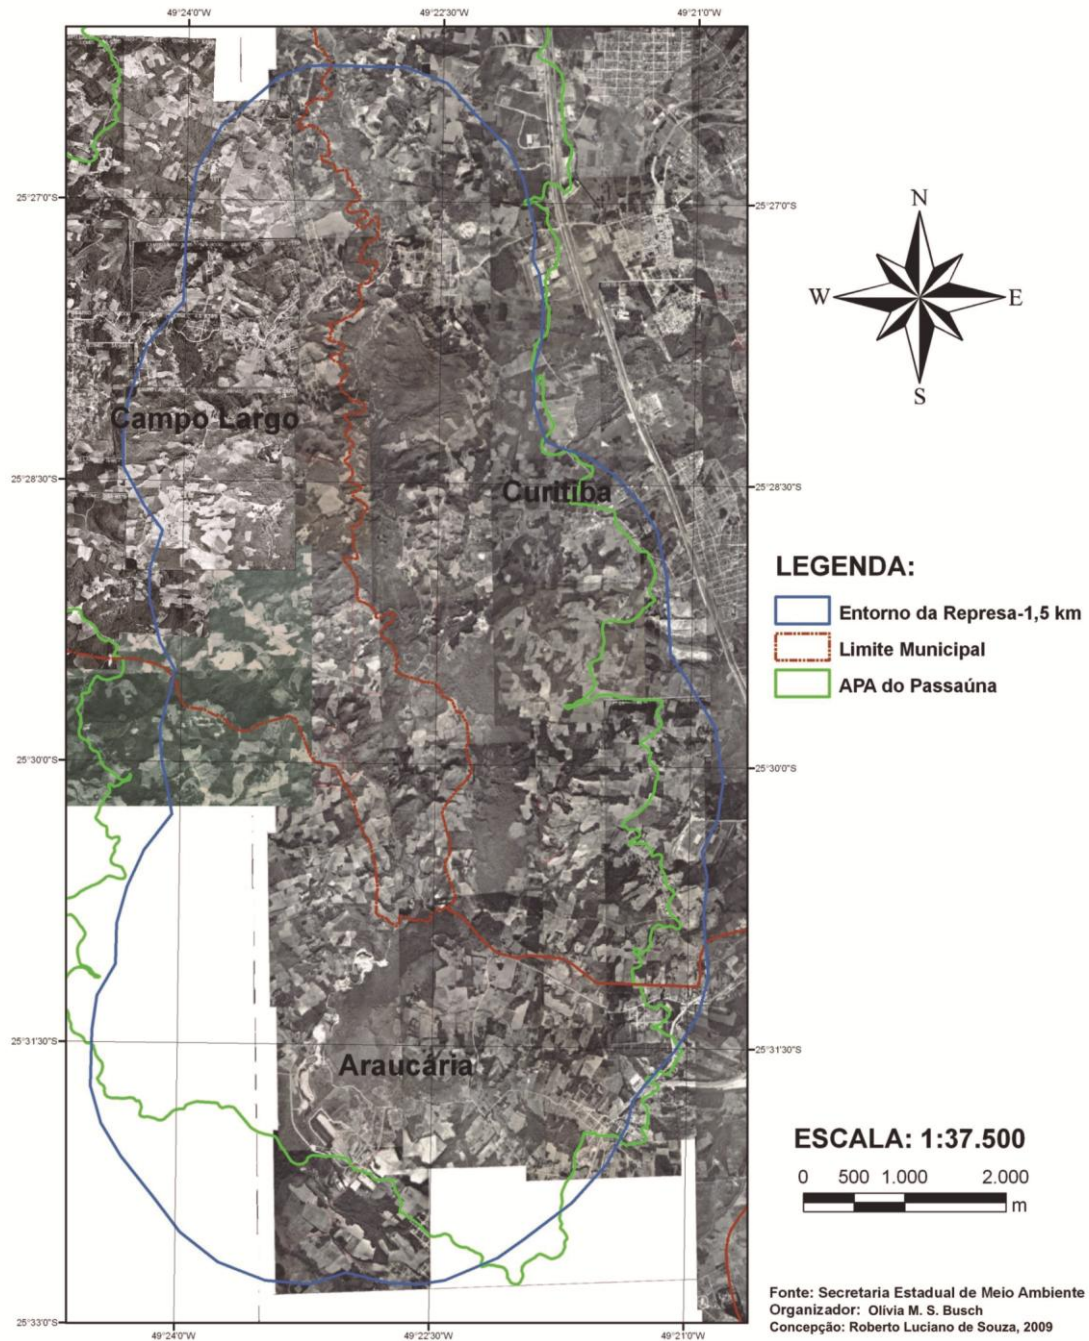 49°24'0"W 49°22'30"W 49°21'0"W
25°27'0"S 25°27'0"S
N
W E
S
Campo Largo
25°28'30"S 25°28'30"S
Curitiba
LEGENDA:
Entorno da Represa-1,5 km
Limite Municipal
APA do Passaúna
25°30'0"S 25°30'0"S
25°31'30"S 25°31'30"S
Araucária
ESCALA: 1:37.500
0 500 1.000 2.000
m
Fonte: Secretaria Estadual de Meio Ambiente
Organizador: Olívia M. S. Busch
Concepção: Roberto Luciano de Souza, 2009
25°33'0"S
49°24'0"W 49°22'30"W 49°21'0"W